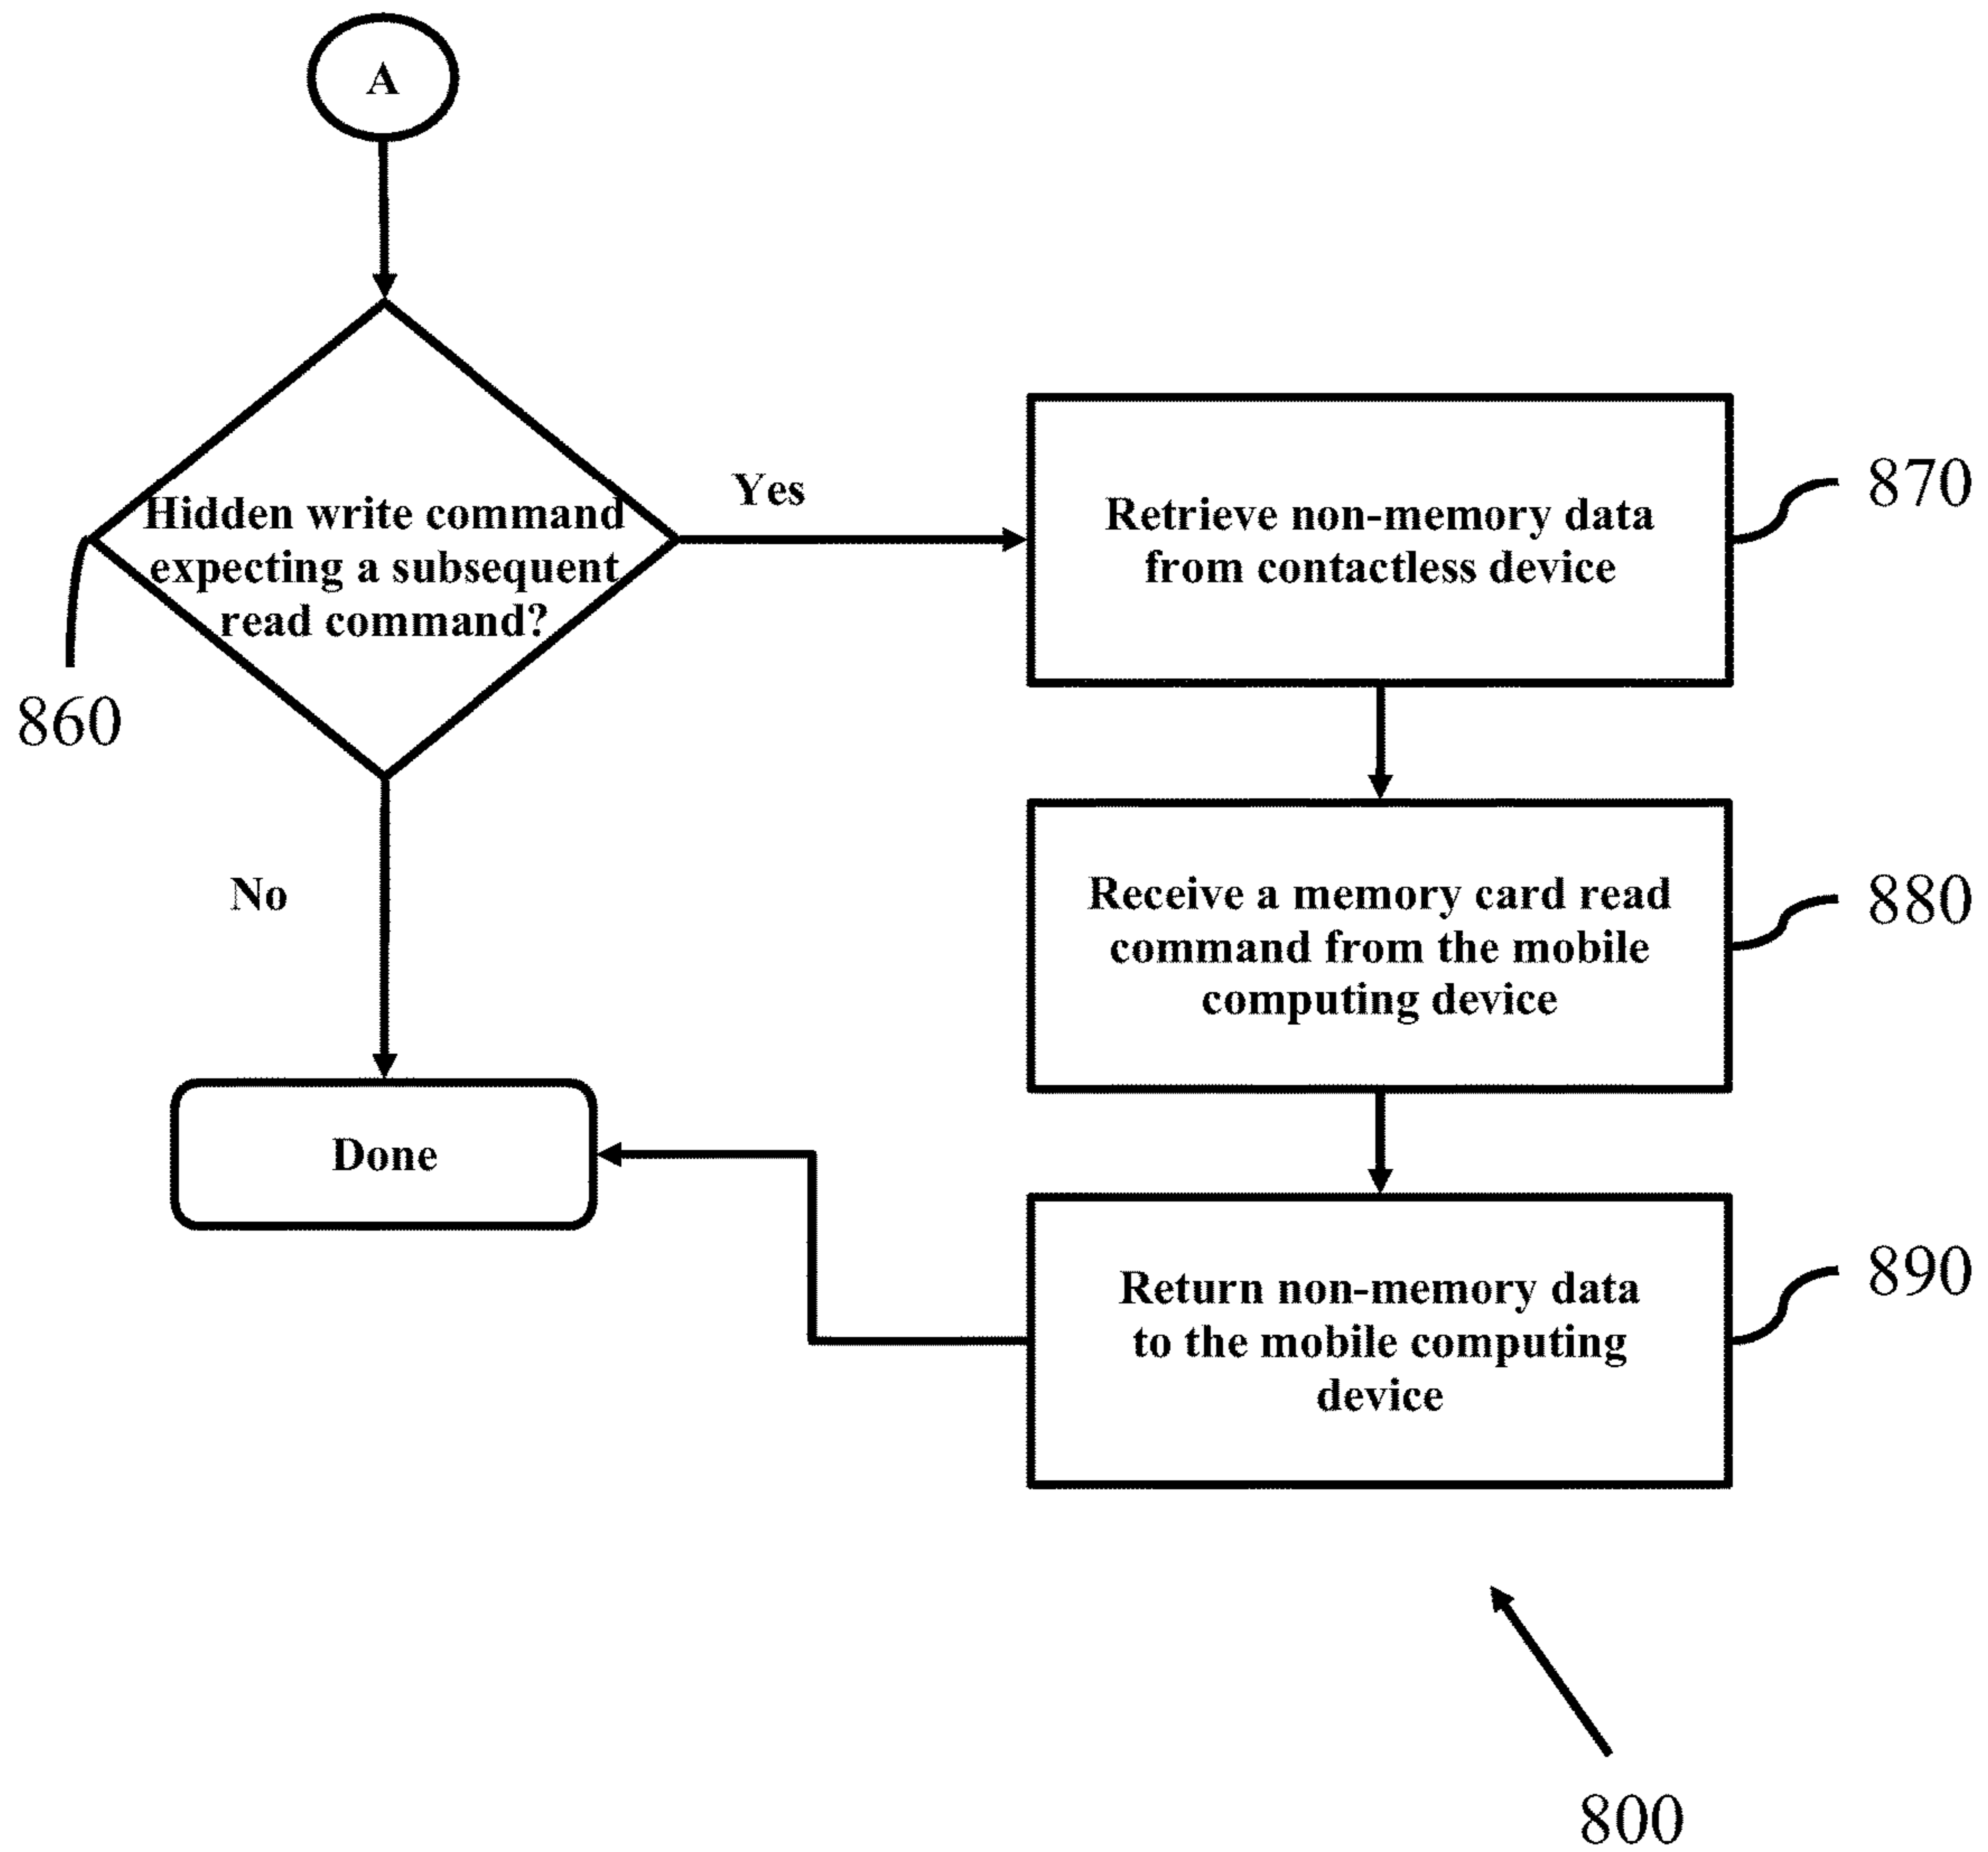 A
Hidden write command
expecting a subsequent
read command?
860
Yes
No
Retrieve non-memory data
from contactless device
870
Receive a memory card read
command from the mobile
computing device
880
Done
Return non-memory data
to the mobile computing
device
890
800